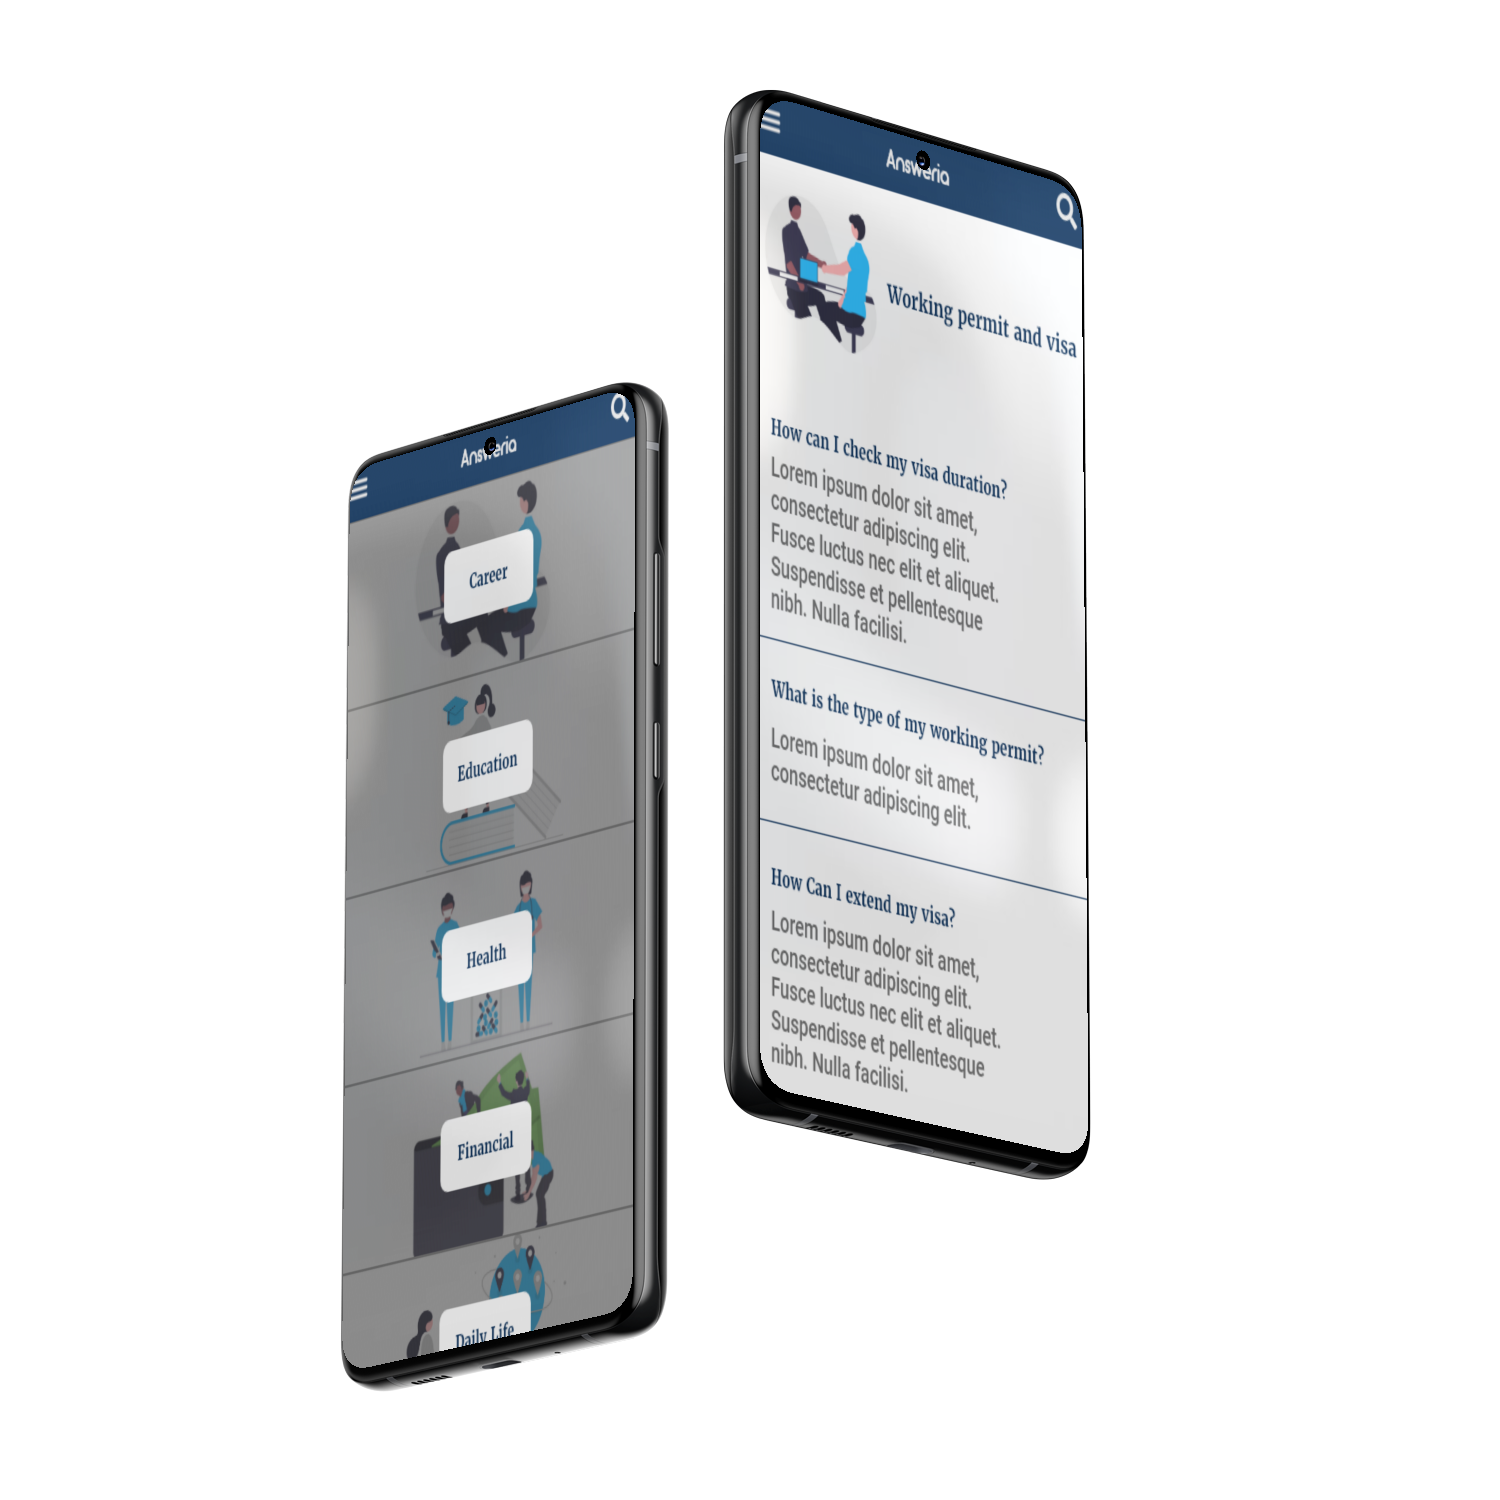 Answeria
Career
Education
Health
Financial
Daily Life
Answeria
Working permit and visa
How can I check my visa duration?
Lorem ipsum dolor sit amet,
consectetur adipiscing elit.
Fusce luctus nec elit et aliquet.
Suspendisse et pellentesque
nibh. Nulla facilisi.
What is the type of my working permit?
Lorem ipsum dolor sit amet,
consectetur adipiscing elit.
How Can I extend my visa?
Lorem ipsum dolor sit amet,
consectetur adipiscing elit.
Fusce luctus nec elit et aliquet.
Suspendisse et pellentesque
nibh. Nulla facilisi.